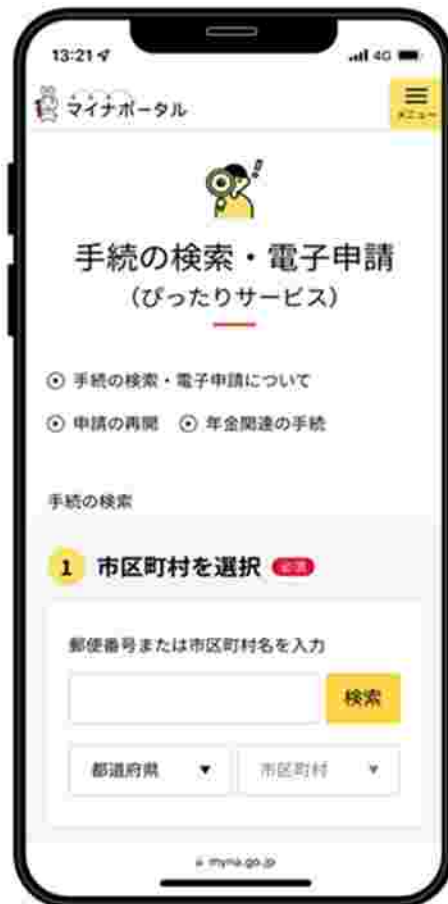 13:21
4G
マイナポータル
メニュー
手続の検索・電子申請
（ぴったりサービス）
手続の検索・電子申請について
申請の再開 年金関連の手続
手続の検索
1 市区町村を選択 必須
郵便番号または市区町村名を入力
検索
都道府県 ▼ 市区町村 ▼
myna.go.jp